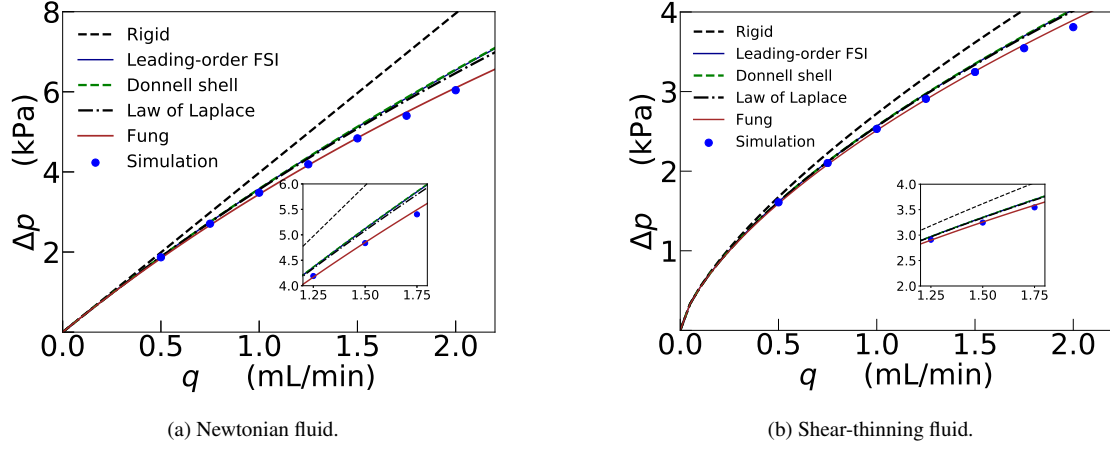 8
6
4
2
Δp (kPa)
Rigid
Leading-order FSI
Donnell shell
Law of Laplace
Fung
Simulation
6.0
5.5
5.0
4.5
4.0
1.25 1.50 1.75
0.0 0.5 1.0 1.5 2.0
q (mL/min)
(a) Newtonian fluid.
4
3
2
1
Δp (kPa)
Rigid
Leading-order FSI
Donnell shell
Law of Laplace
Fung
Simulation
4.0
3.5
3.0
2.5
2.0
1.25 1.50 1.75
0.0 0.5 1.0 1.5 2.0
q (mL/min)
(b) Shear-thinning fluid.